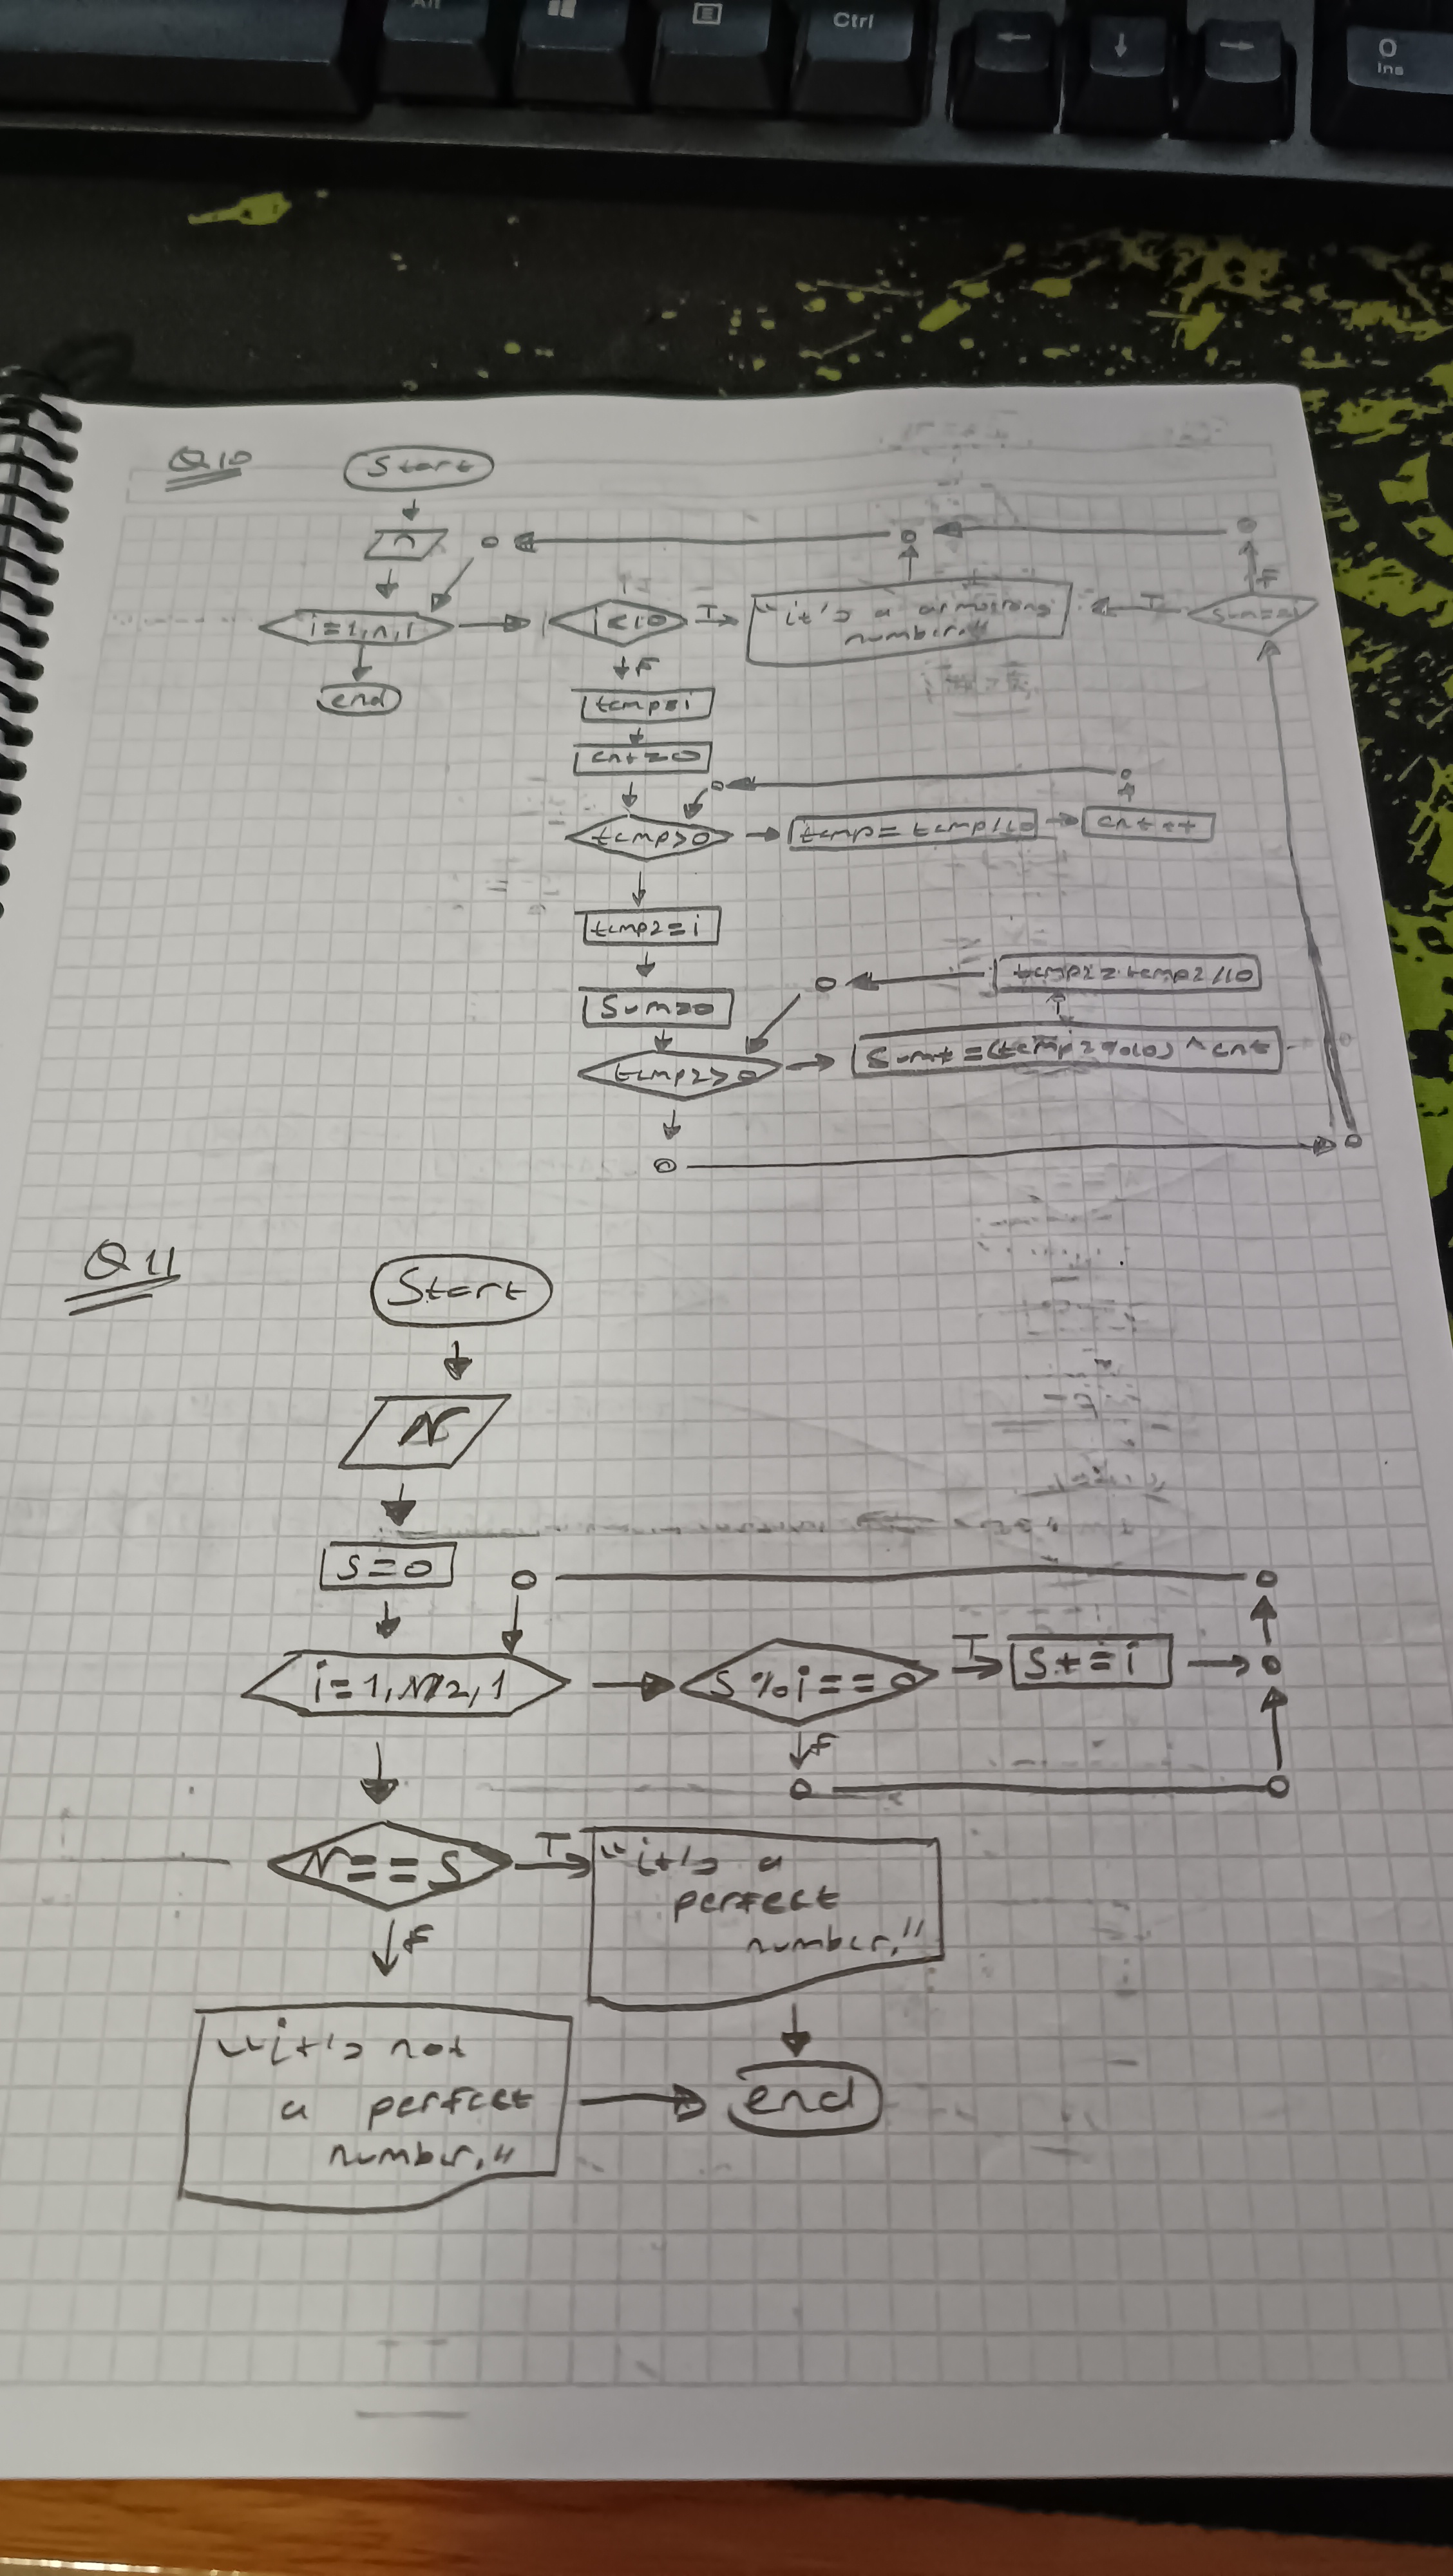 Alt
Ctrl
←
↓
→
0
Ins
Q10
Start
n
i=1,n,1
i<10
T
"it's a armostrong
number."
T
sum==i
F
end
F
temp=i
cnt=0
temp>0
temp=temp/10
cnt++
temp2=i
temp2=temp2/10
Sum=0
temp2>0
Sum+=(temp2%10)^cnt
Q11
Start
N
S=0
i=1,N/2,1
S%i==0
T
S+=i
F
N==S
T
"it's a
perfect
number."
F
"it's not
a perfect
number."
end